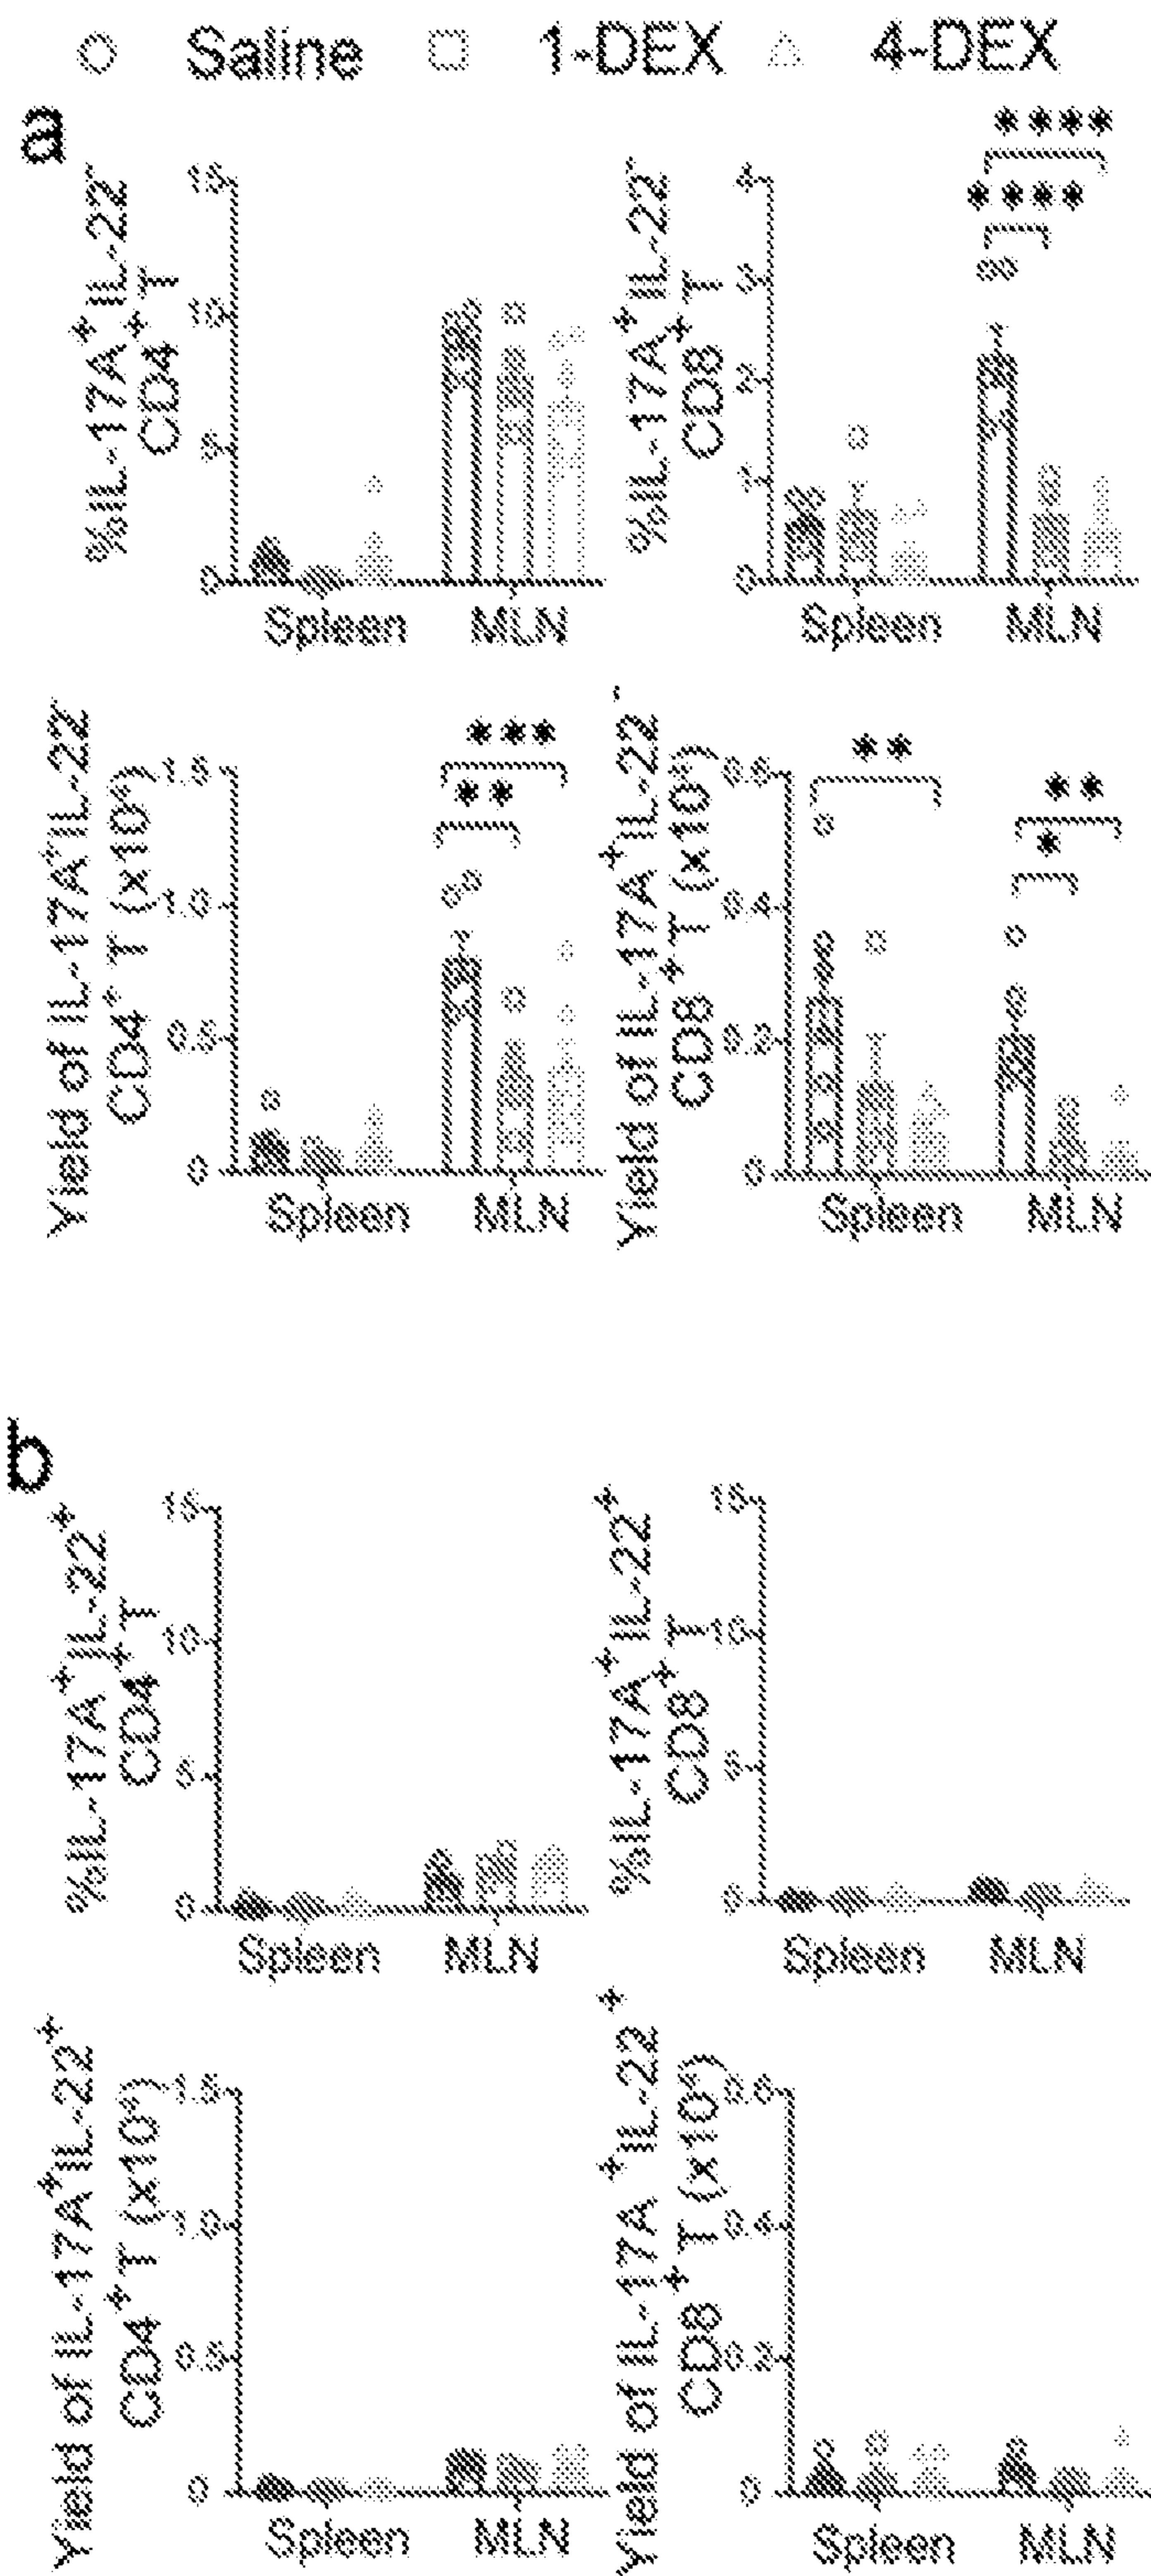 Saline 1-DEX 4-DEX
a
%IL-17A⁺IL-22⁻
CD4⁺T
15
10
5
0
Spleen MLN
%IL-17A⁺IL-22⁻
CD8⁺T
****
****
4
3
2
1
0
Spleen MLN
Yield of IL-17A⁺IL-22⁻
CD4⁺T
***
**
1.5
1.0
0.5
0
Spleen MLN
Yield of IL-17A⁺IL-22⁻
CD8⁺T
**
**
*
0.6
0.4
0.2
0
Spleen MLN
b
%IL-17A⁺IL-22⁺
CD4⁺T
15
10
5
0
Spleen MLN
%IL-17A⁺IL-22⁺
CD8⁺T
15
10
5
0
Spleen MLN
Yield of IL-17A⁺IL-22⁺
CD4⁺T
1.5
1.0
0.5
0
Spleen MLN
Yield of IL-17A⁺IL-22⁺
CD8⁺T
0.6
0.4
0.2
0
Spleen MLN